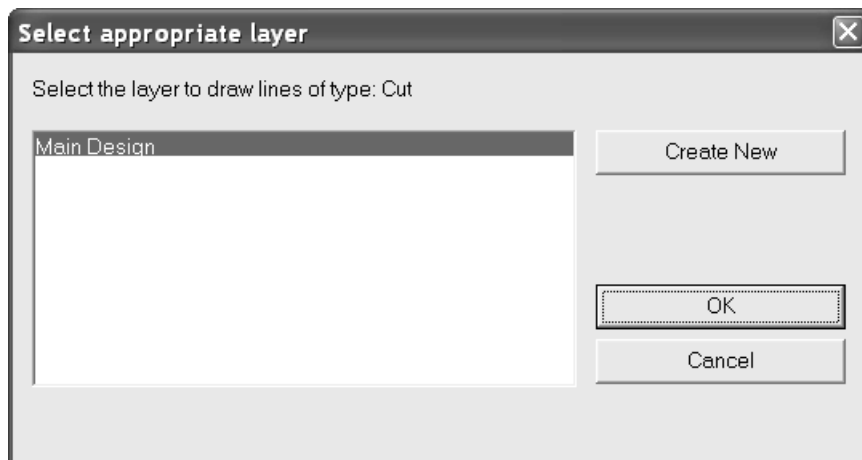 Select appropriate layer
Select the layer to draw lines of type: Cut
Main Design
Create New
OK
Cancel